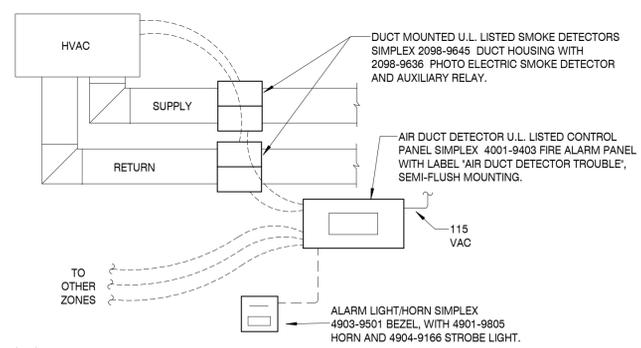 HVAC
DUCT MOUNTED U.L. LISTED SMOKE DETECTORS
SIMPLEX 2098-9645 DUCT HOUSING WITH
2098-9636 PHOTO ELECTRIC SMOKE DETECTOR
AND AUXILIARY RELAY.
SUPPLY
AIR DUCT DETECTOR U.L. LISTED CONTROL
PANEL SIMPLEX 4001-9403 FIRE ALARM PANEL
WITH LABEL "AIR DUCT DETECTOR TROUBLE",
SEMI-FLUSH MOUNTING.
RETURN
115
VAC
TO
OTHER
ZONES
ALARM LIGHT/HORN SIMPLEX
4903-9501 BEZEL, WITH 4901-9805
HORN AND 4904-9166 STROBE LIGHT.